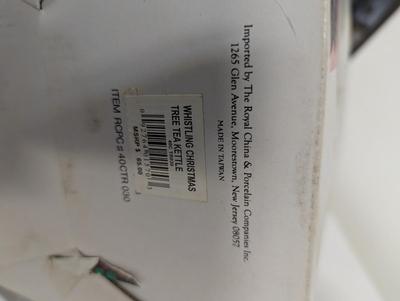 Imported by The Royal China & Porcelain Companies Inc.
1265 Glen Avenue, Moorestown, New Jersey 08057
MADE IN TAIWAN
WHISTLING CHRISTMAS
TREE TEA KETTLE
MSRP $ 65.00
ITEM RCPC# 40CTR 030